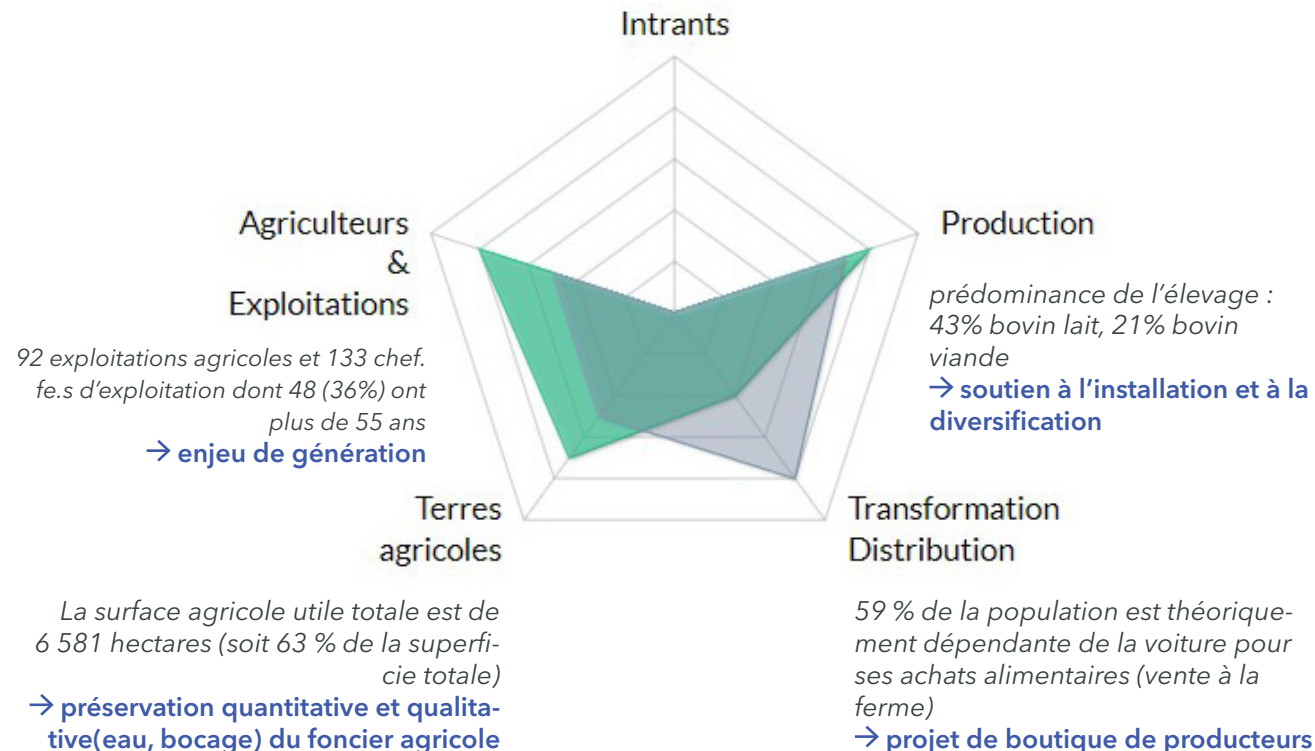 Intrants
Agriculteurs
&
Exploitations
92 exploitations agricoles et 133 chef.
fe.s d’exploitation dont 48 (36%) ont
plus de 55 ans
→ enjeu de génération
Production
prédominance de l’élevage :
43% bovin lait, 21% bovin
viande
→ soutien à l’installation et à la
diversification
Terres
agricoles
La surface agricole utile totale est de
6 581 hectares (soit 63 % de la superfi-
cie totale)
→ préservation quantitative et qualita-
tive(eau, bocage) du foncier agricole
Transformation
Distribution
59 % de la population est théorique-
ment dépendante de la voiture pour
ses achats alimentaires (vente à la
ferme)
→ projet de boutique de producteurs